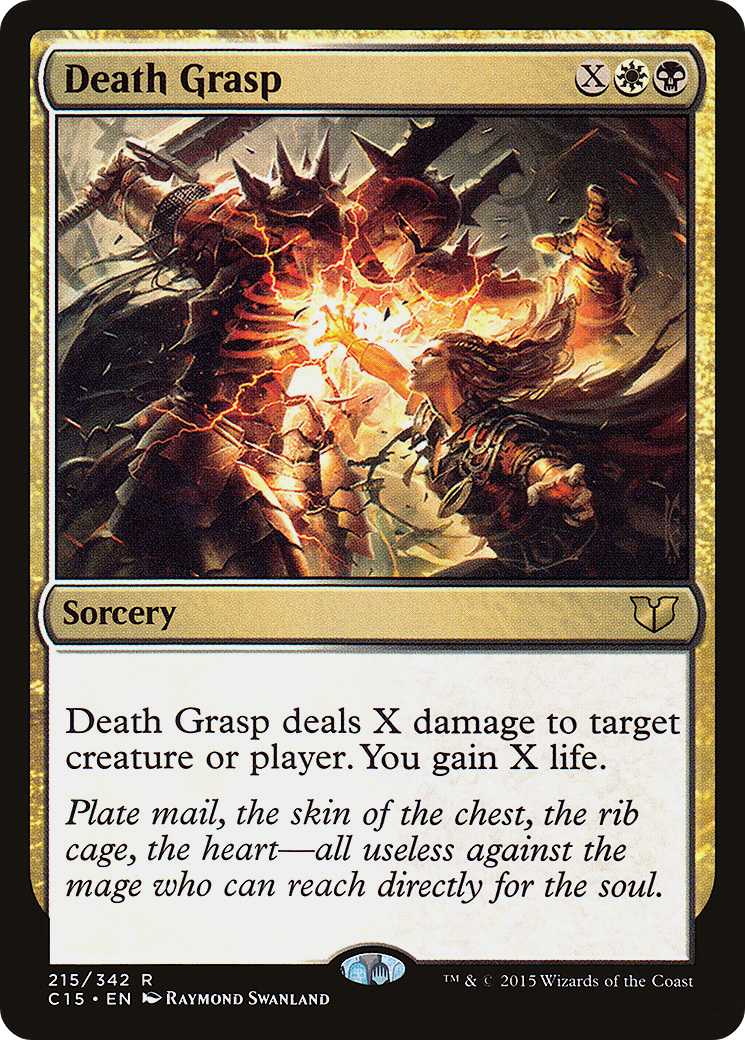 Death Grasp X
Sorcery
Death Grasp deals X damage to target
creature or player. You gain X life.
Plate mail, the skin of the chest, the rib
cage, the heart—all useless against the
mage who can reach directly for the soul.
215/342 R
C15 • EN Raymond Swanland
™ & © 2015 Wizards of the Coast